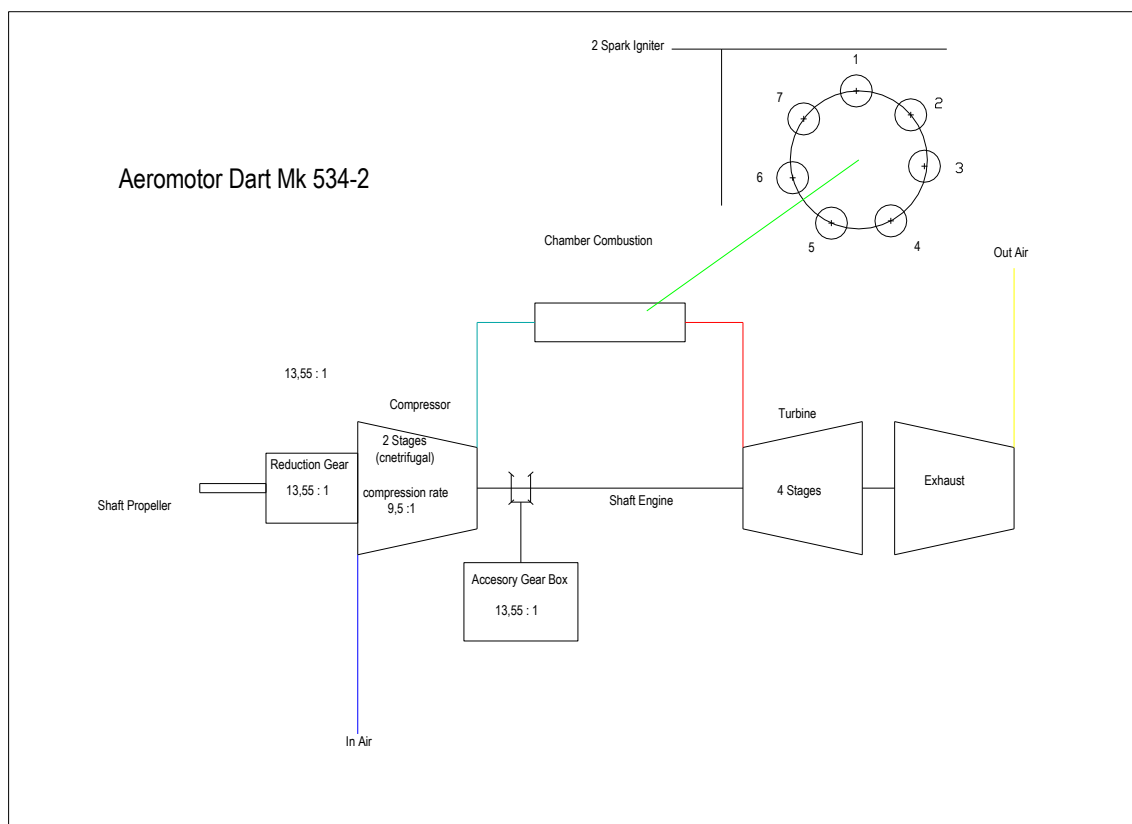 2 Spark Igniter
1
7
2
Aeromotor Dart Mk 534-2
6
3
5
4
Chamber Combustion
Out Air
13,55 : 1
Compressor
Turbine
2 Stages
(cnetrifugal)
Reduction Gear
13,55 : 1
compression rate
9,5 :1
Shaft Propeller
Shaft Engine
4 Stages
Exhaust
Accesory Gear Box
13,55 : 1
In Air